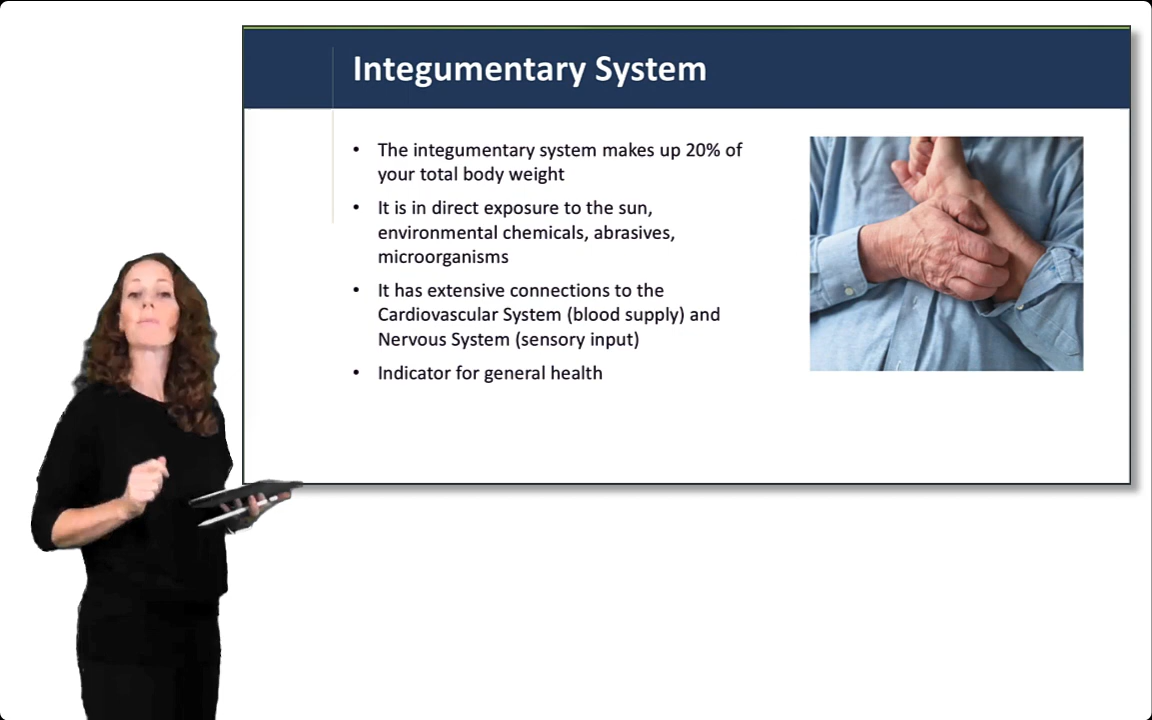 Integumentary System
• The integumentary system makes up 20% of
your total body weight
• It is in direct exposure to the sun,
environmental chemicals, abrasives,
microorganisms
• It has extensive connections to the
Cardiovascular System (blood supply) and
Nervous System (sensory input)
• Indicator for general health